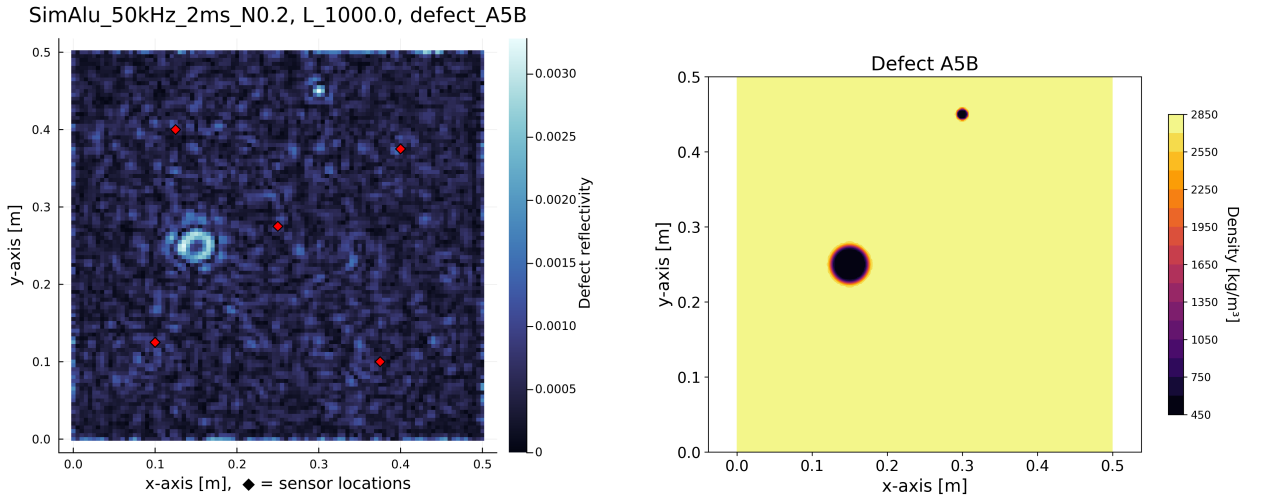 SimAlu_50kHz_2ms_N0.2, L_1000.0, defect_A5B
0.5
0.4
0.3
0.2
0.1
0.0
y-axis [m]
0.0 0.1 0.2 0.3 0.4 0.5
x-axis [m], ◆ = sensor locations
0.0030
0.0025
0.0020
0.0015
0.0010
0.0005
0
Defect reflectivity
Defect A5B
0.5
0.4
0.3
0.2
0.1
0.0
y-axis [m]
0.0 0.1 0.2 0.3 0.4 0.5
x-axis [m]
2850
2550
2250
1950
1650
1350
1050
750
450
Density [kg/m³]